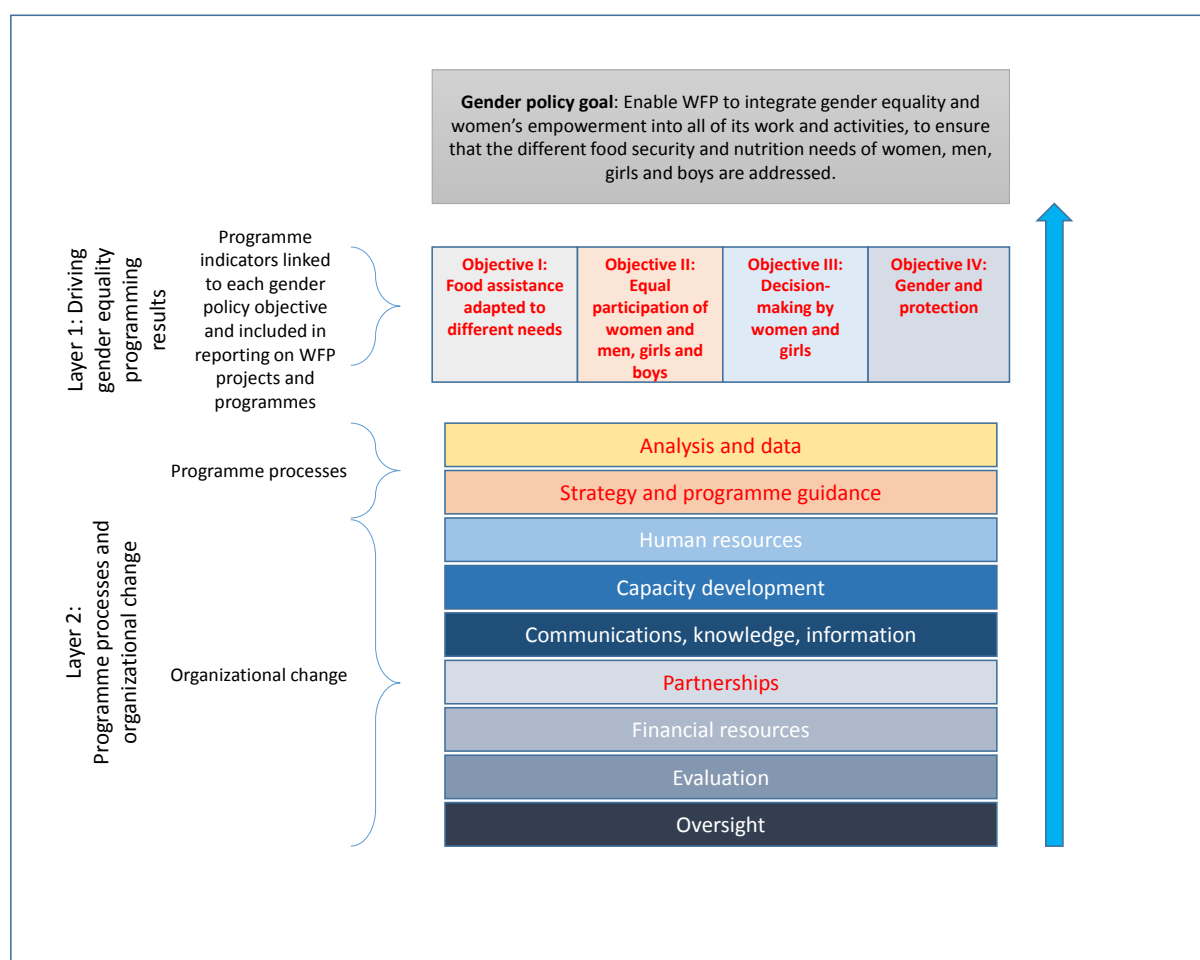 Gender policy goal: Enable WFP to integrate gender equality and
women's empowerment into all of its work and activities, to ensure
that the different food security and nutrition needs of women, men,
girls and boys are addressed.
Layer 1: Driving
gender equality
programming
results
Programme
indicators linked
to each gender
policy objective
and included in
reporting on WFP
projects and
programmes
Objective I:
Food assistance
adapted to
different needs
Objective II:
Equal
participation of
women and
men, girls and
boys
Objective III:
Decision-
making by
women and
girls
Objective IV:
Gender and
protection
Layer 2:
Programme processes and
organizational change
Programme processes
Analysis and data
Strategy and programme guidance
Organizational change
Human resources
Capacity development
Communications, knowledge, information
Partnerships
Financial resources
Evaluation
Oversight